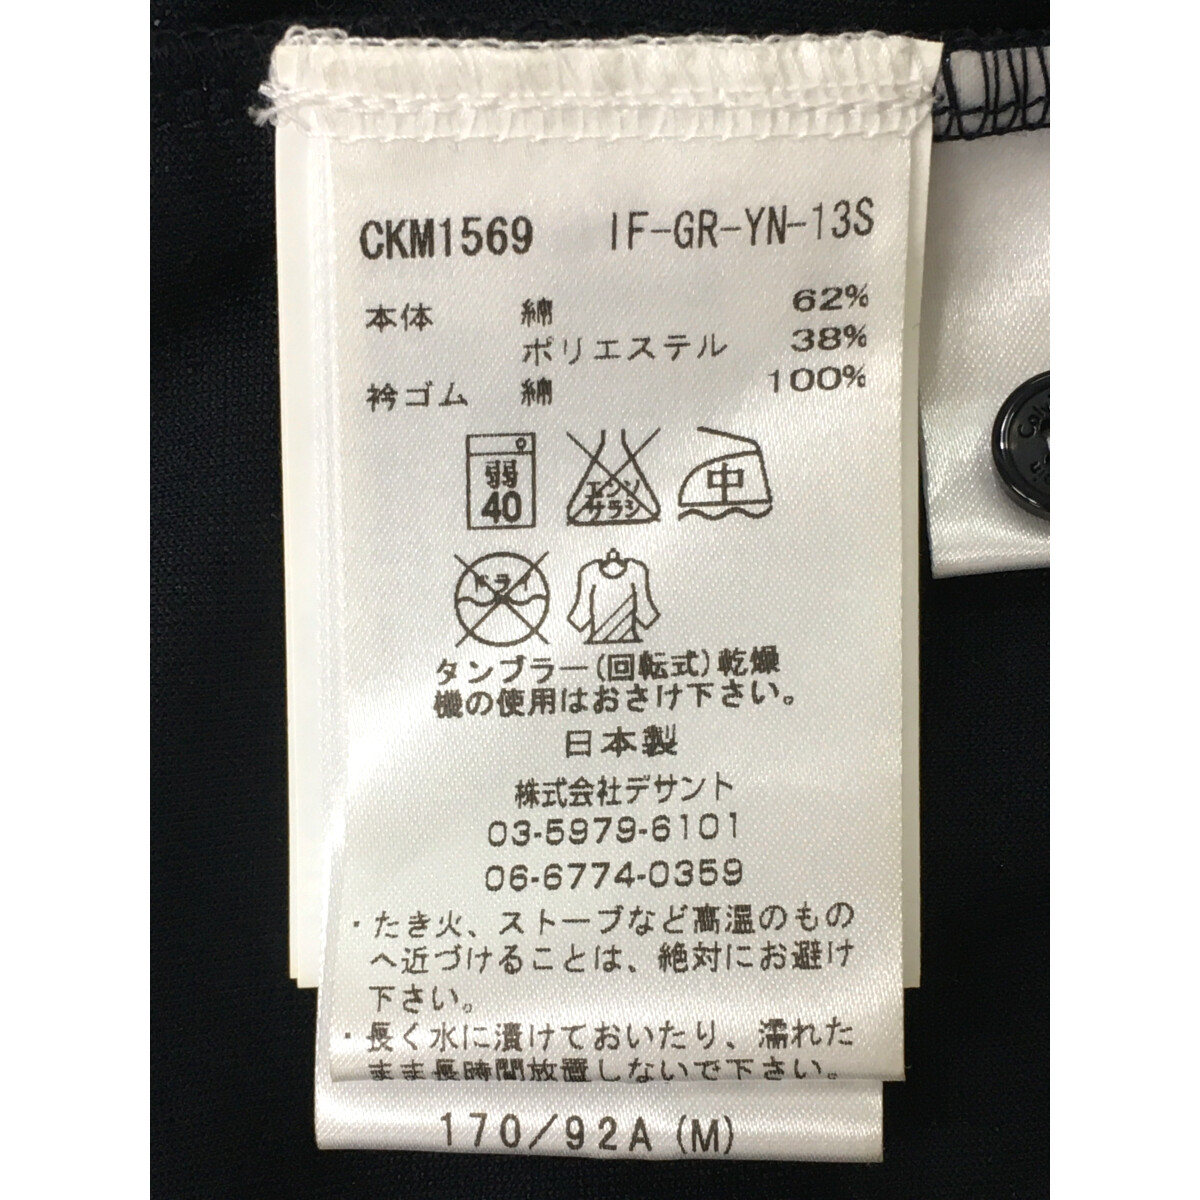 CKM1569 IF-GR-YN-13S
本体 綿 62%
ポリエステル 38%
衿ゴム 綿 100%
弱
40
エンソ
サラシ
中
ドライ
タンブラー(回転式)乾燥
機の使用はおさけ下さい。
日本製
株式会社デサント
03-5979-6101
06-6774-0359
・たき火、ストーブなど高温のもの
へ近づけることは、絶対にお避け
下さい。
・長く水に漬けておいたり、濡れた
まま長時間放置しないで下さい。
170/92A(M)